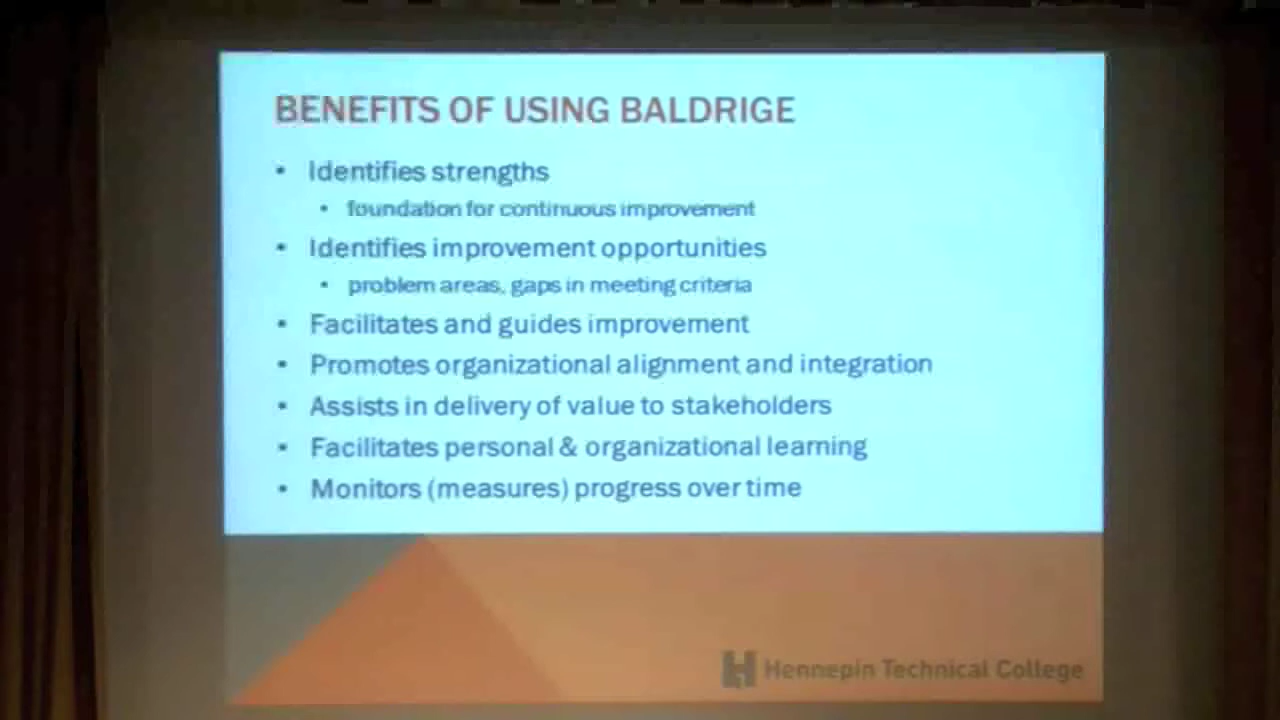 BENEFITS OF USING BALDRIGE
• Identifies strengths
• foundation for continuous improvement
• Identifies improvement opportunities
• problem areas, gaps in meeting criteria
• Facilitates and guides improvement
• Promotes organizational alignment and integration
• Assists in delivery of value to stakeholders
• Facilitates personal & organizational learning
• Monitors (measures) progress over time
Hennepin Technical College